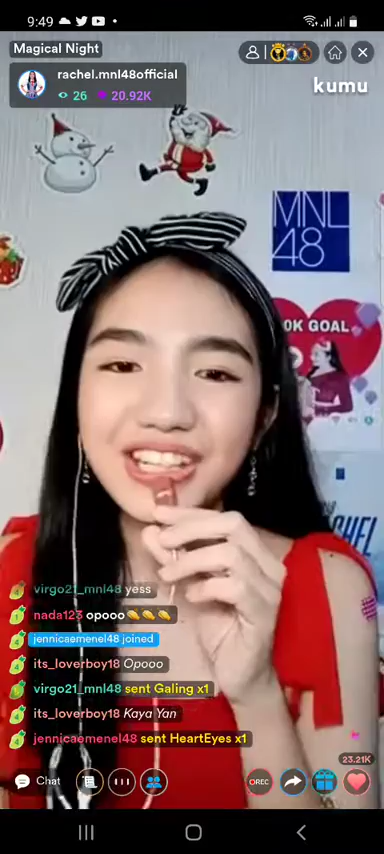 9:49
Magical Night
rachel.mnl48official
26 20.92K
kumu
MNL
48
0K GOAL
virgo21_mnl48 yess
nada123 opooo
4 jennicaemenel48 joined
its_loverboy18 Opooo
virgo21_mnl48 sent Galing x1
its_loverboy18 Kaya Yan
jennicaemenel48 sent HeartEyes x1
23.21K
Chat
REC